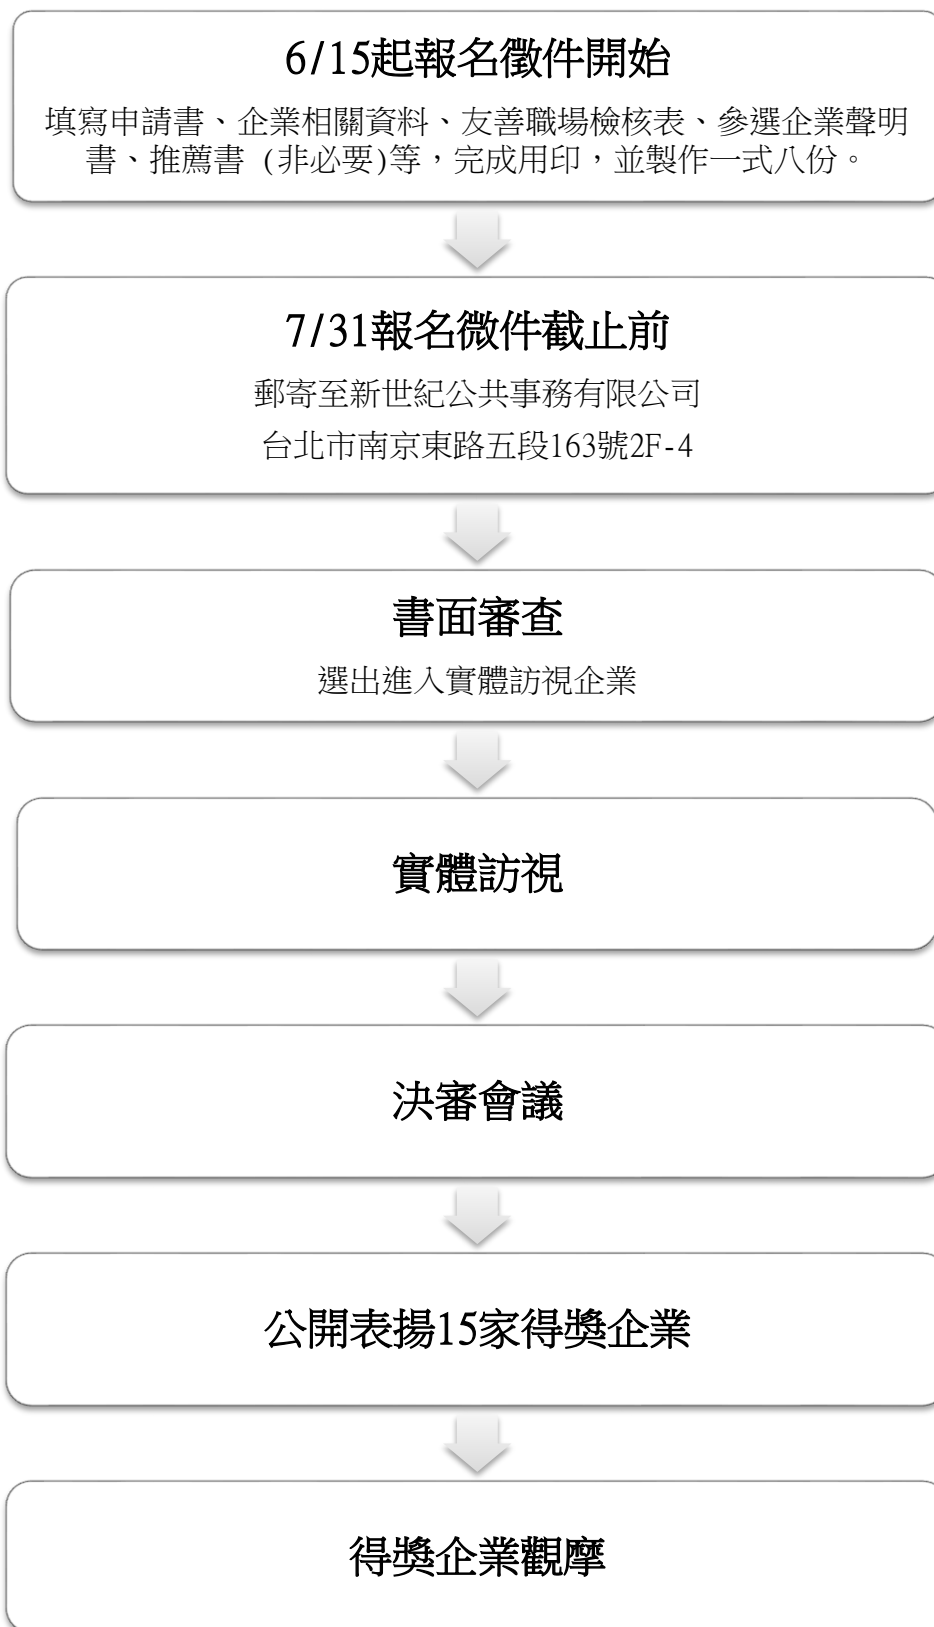 6/15起報名徵件開始
填寫申請書、企業相關資料、友善職場檢核表、參選企業聲明
書、推薦書 (非必要)等，完成用印，並製作一式八份。
7/31報名徵件截止前
郵寄至新世紀公共事務有限公司
台北市南京東路五段163號2F-4
書面審查
選出進入實體訪視企業
實體訪視
決審會議
公開表揚15家得獎企業
得獎企業觀摩